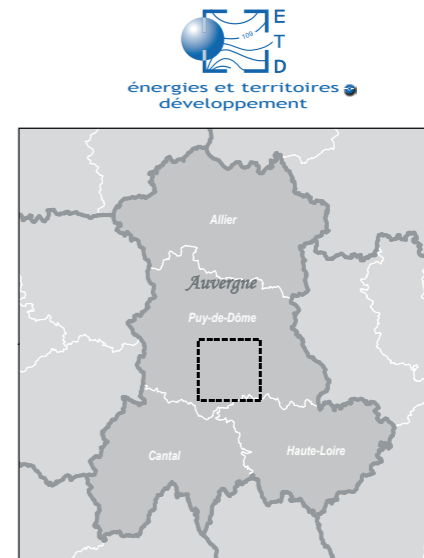 E
T
D
100
énergies et territoires
développement
Allier
Auvergne
Puy-de-Dôme
Cantal
Haute-Loire